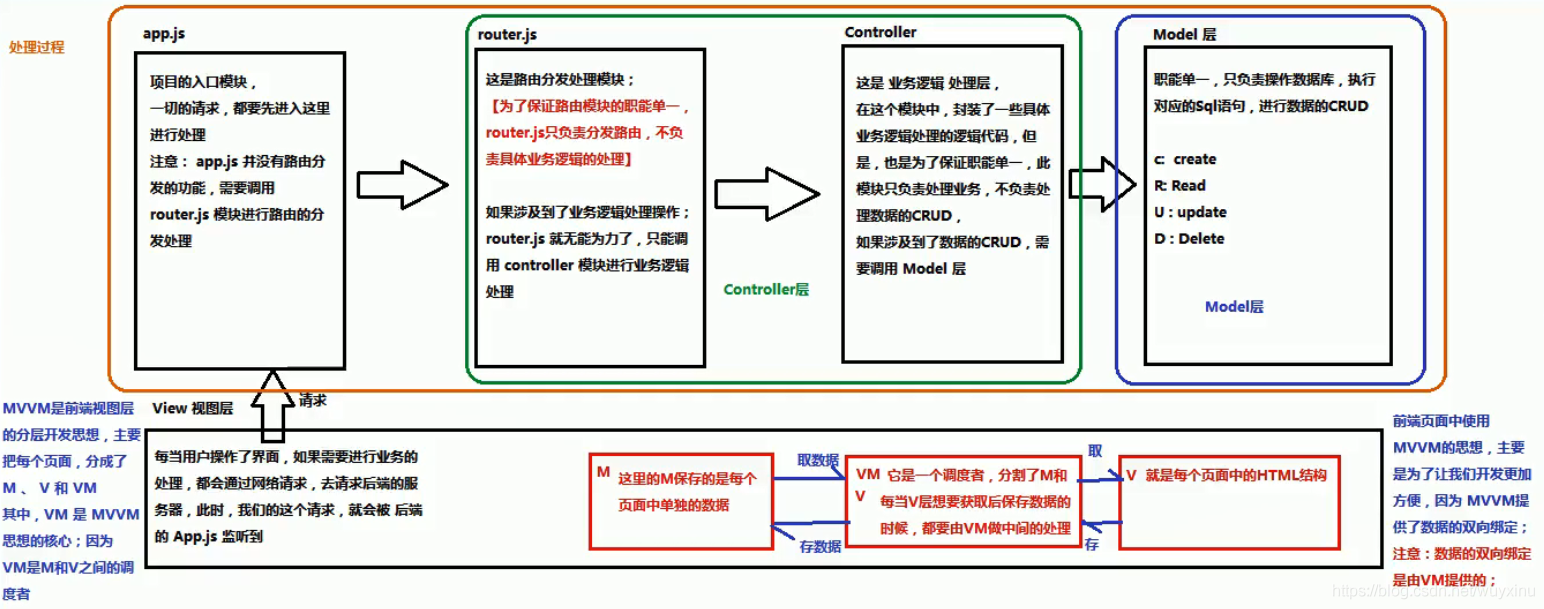 处理过程
app.js
项目的入口模块，
一切的请求，都要先进入这里
进行处理
注意： app.js 并没有路由分
发的功能，需要调用
router.js 模块进行路由的分
发处理
router.js
这是路由分发处理模块；
【为了保证路由模块的职能单一，
router.js只负责分发路由，不负
责具体业务逻辑的处理】
如果涉及到了业务逻辑处理操作；
router.js 就无能为力了，只能调
用 controller 模块进行业务逻辑
处理
Controller层
Controller
这是 业务逻辑 处理层，
在这个模块中，封装了一些具体
业务逻辑处理的逻辑代码，但
是，也是为了保证职能单一，此
模块只负责处理业务，不负责处
理数据的CRUD，
如果涉及到了数据的CRUD，需
要调用 Model 层
Model 层
职能单一，只负责操作数据库，执行
对应的Sql语句，进行数据的CRUD
c: create
R: Read
U : update
D : Delete
Model层
请求
MVVM是前端视图层
的分层开发思想，主要
把每个页面，分成了
M 、 V 和 VM
其中，VM 是 MVVM
思想的核心；因为
VM是M和V之间的调
度者
View 视图层
每当用户操作了界面，如果需要进行业务的
处理，都会通过网络请求，去请求后端的服
务器，此时，我们的这个请求，就会被 后端
的 App.js 监听到
M 这里的M保存的是每个
页面中单独的数据
取数据
存数据
VM 它是一个调度者，分割了M和
V 每当V层想要获取后保存数据的
时候，都要由VM做中间的处理
取
存
V 就是每个页面中的HTML结构
前端页面中使用
MVVM的思想，主要
是为了让我们开发更加
方便，因为 MVVM提
供了数据的双向绑定；
注意：数据的双向绑定
是由VM提供的；
https://blog.csdn.net/wuyxinu